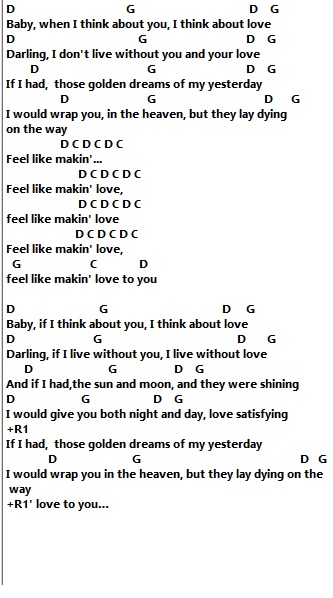 D G D G
Baby, when I think about you, I think about love
D G D G
Darling, I don't live without you and your love
D G D G
If I had, those golden dreams of my yesterday
D G D G
I would wrap you, in the heaven, but they lay dying
on the way
D C D C D C
Feel like makin'...
D C D C D C
Feel like makin' love,
D C D C D C
feel like makin' love
D C D C D C
Feel like makin' love,
G C D
feel like makin' love to you
D G D G
Baby, if I think about you, I think about love
D G D G
Darling, if I live without you, I live without love
D G D G
And if I had,the sun and moon, and they were shining
D G D G
I would give you both night and day, love satisfying
+R1
If I had, those golden dreams of my yesterday
D G D G
I would wrap you in the heaven, but they lay dying on the
way
+R1' love to you...